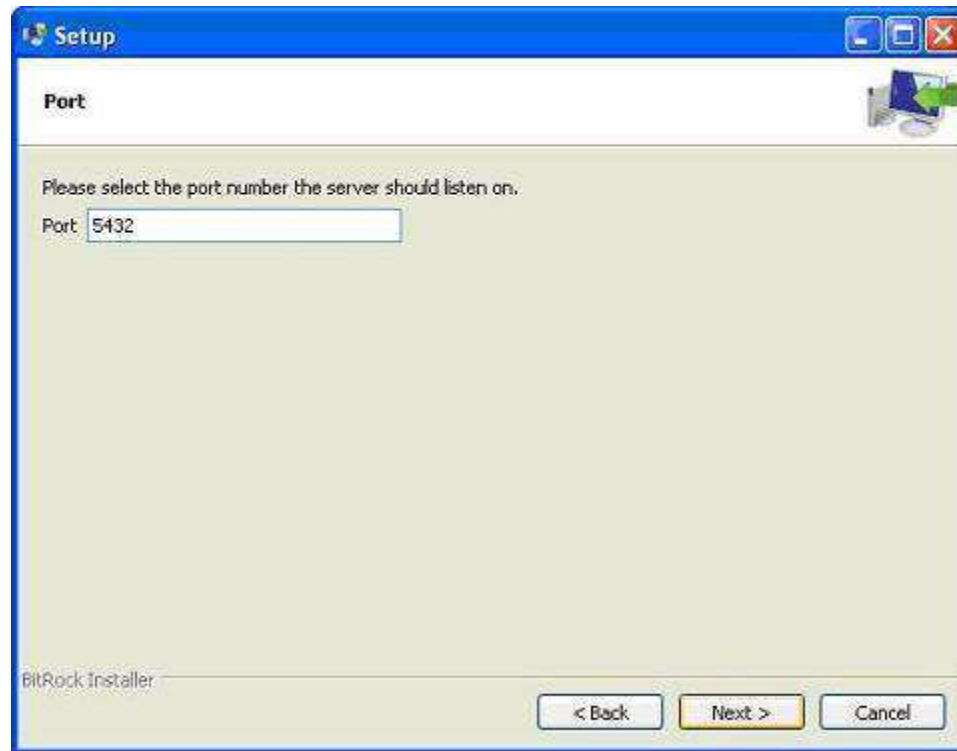 Setup
Port
Please select the port number the server should listen on.
Port 5432
BitRock Installer
< Back Next > Cancel